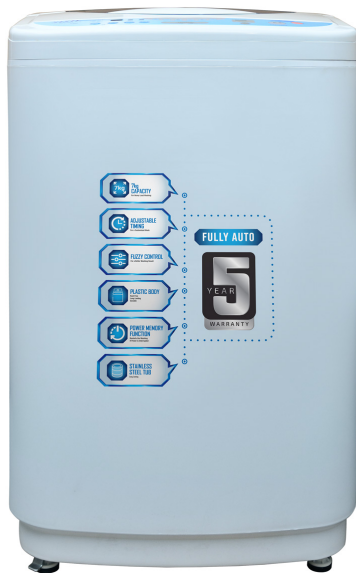 7kg
7kg
CAPACITY
ADJUSTABLE
TIMING
FUZZY CONTROL
PLASTIC BODY
POWER MEMORY
FUNCTION
STAINLESS
STEEL TUB
FULLY AUTO
5
YEAR
WARRANTY